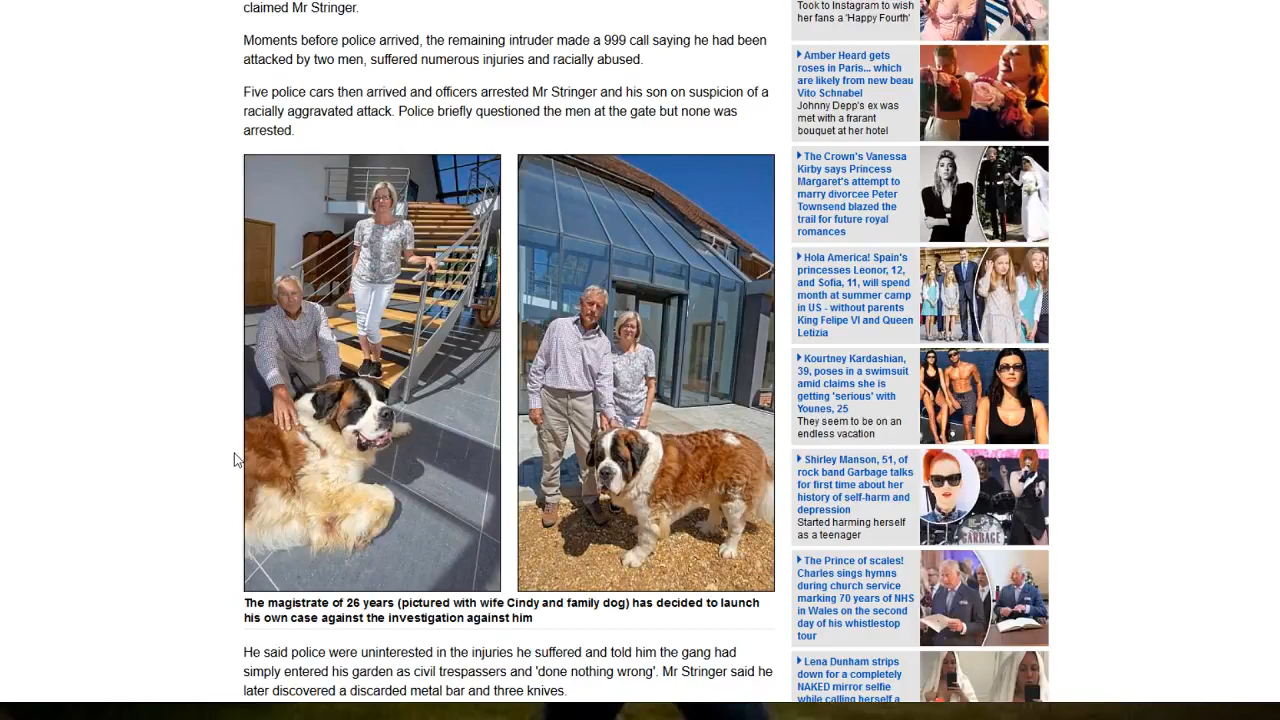 claimed Mr Stringer.
Moments before police arrived, the remaining intruder made a 999 call saying he had been
attacked by two men, suffered numerous injuries and racially abused.
Five police cars then arrived and officers arrested Mr Stringer and his son on suspicion of a
racially aggravated attack. Police briefly questioned the men at the gate but none was
arrested.
The magistrate of 26 years (pictured with wife Cindy and family dog) has decided to launch
his own case against the investigation against him
He said police were uninterested in the injuries he suffered and told him the gang had
simply entered his garden as civil trespassers and 'done nothing wrong'. Mr Stringer said he
later discovered a discarded metal bar and three knives.
Took to Instagram to wish
her fans a 'Happy Fourth'
Amber Heard gets
roses in Paris... which
are likely from new beau
Vito Schnabel
Johnny Depp's ex was
met with a frarant
bouquet at her hotel
The Crown's Vanessa
Kirby says Princess
Margaret's attempt to
marry divorcee Peter
Townsend blazed the
trail for future royal
romances
Hola America! Spain's
princesses Leonor, 12,
and Sofia, 11, will spend
month at summer camp
in US - without parents
King Felipe VI and Queen
Letizia
Kourtney Kardashian,
39, poses in a swimsuit
amid claims she is
getting 'serious' with
Younes, 25
They seem to be on an
endless vacation
Shirley Manson, 51, of
rock band Garbage talks
for first time about her
history of self-harm and
depression
Started harming herself
as a teenager
GARBAGE
The Prince of scales!
Charles sings hymns
during church service
marking 70 years of NHS
in Wales on the second
day of his whistlestop
tour
Lena Dunham strips
down for a completely
NAKED mirror selfie
while calling herself a